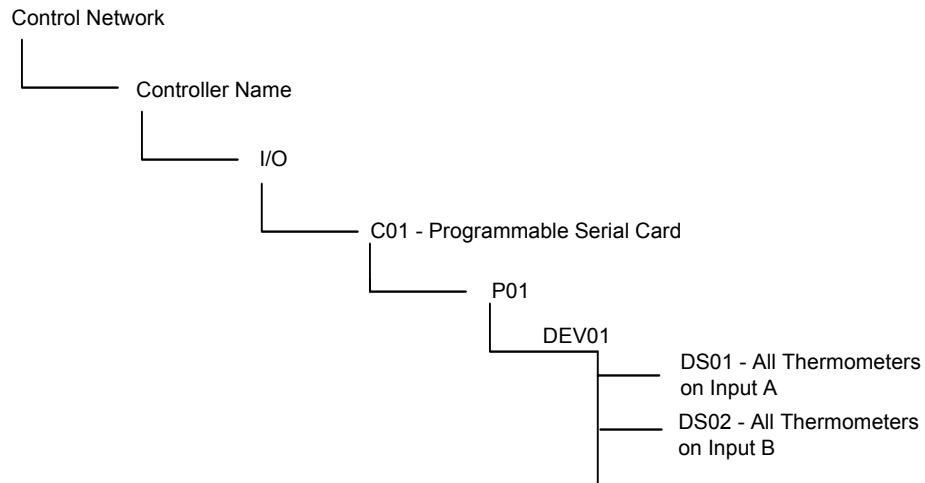 Control Network
Controller Name
I/O
C01 - Programmable Serial Card
P01
DEV01
DS01 - All Thermometers
on Input A
DS02 - All Thermometers
on Input B